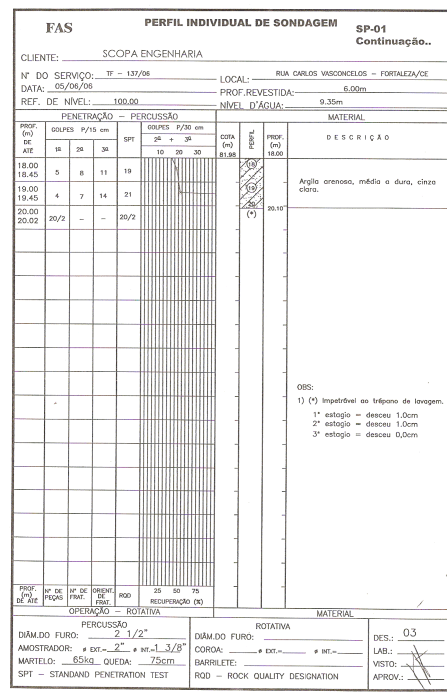 FAS
PERFIL INDIVIDUAL DE SONDAGEM
SP-01
Continuação..
CLIENTE: SCOPA ENGENHARIA
Nº DO SERVIÇO: TF - 137/06
LOCAL: RUA CARLOS VASCONCELOS - FORTALEZA/CE
DATA: 05/06/06
PROF.REVESTIDA: 6.00m
REF. DE NÍVEL: 100.00
NÍVEL D'ÁGUA: 9.35m
PENETRAÇÃO - PERCUSSÃO
MATERIAL
PROF. (m) DE ATÉ
GOLPES P/15 cm
1ª 2ª 3ª
SPT
GOLPES P/30 cm
2ª + 3ª
10 20 30
COTA (m)
81.98
PERFIL
PROF. (m)
18.00
DESCRIÇÃO
18.00
18.45 5 8 11 19
18
19.00
19.45 4 7 14 21
19
Argila arenosa, média a dura, cinza
clara.
20.00
20.02 20/2 - - 20/2
20
(*)
20.10
OBS:
1) (*) Impetrável ao trépano de lavagem.
1° estagio = desceu 1.0cm
2° estagio = desceu 1.0cm
3° estagio = desceu 0,0cm
PROF. (m) DE ATÉ
Nº DE PEÇAS
Nº DE FRAT.
ORIENT. DE FRAT.
RQD
25 50 75
RECUPERAÇÃO (%)
OPERAÇÃO - ROTATIVA
MATERIAL
PERCUSSÃO
DIÂM.DO FURO: 2 1/2"
AMOSTRADOR: ø EXT.= 2" ø INT.=1 3/8"
MARTELO: 65kg QUEDA: 75cm
SPT - STANDAND PENETRATION TEST
ROTATIVA
DIÂM.DO FURO:
COROA: ø EXT.= ø INT.=
BARRILETE:
RQD - ROCK QUALITY DESIGNATION
DES.: 03
LAB.:
VISTO:
APROV.: